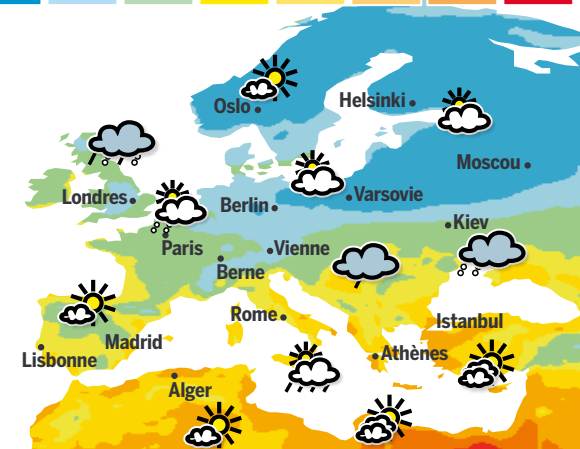 Oslo
Helsinki
Moscou
Londres
Berlin
Varsovie
Kiev
Paris
Vienne
Berne
Rome
Istanbul
Madrid
Lisbonne
Athènes
Alger